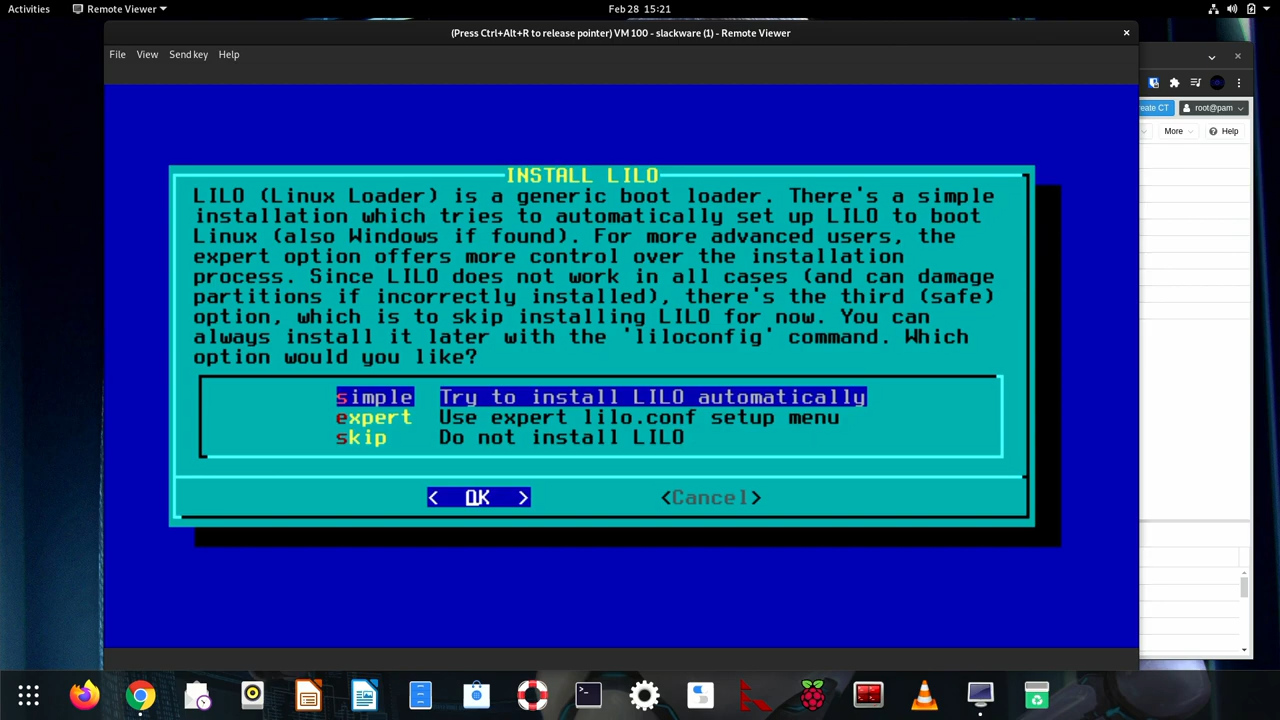 Activities
Remote Viewer
Feb 28 15:21
(Press Ctrl+Alt+R to release pointer) VM 100 - slackware (1) - Remote Viewer
File View Send key Help
eate CT
root@pam
More
Help
INSTALL LILO
LILO (Linux Loader) is a generic boot loader. There's a simple
installation which tries to automatically set up LILO to boot
Linux (also Windows if found). For more advanced users, the
expert option offers more control over the installation
process. Since LILO does not work in all cases (and can damage
partitions if incorrectly installed), there's the third (safe)
option, which is to skip installing LILO for now. You can
always install it later with the 'liloconfig' command. Which
option would you like?
simple Try to install LILO automatically
expert Use expert lilo.conf setup menu
skip Do not install LILO
< OK > <Cancel>